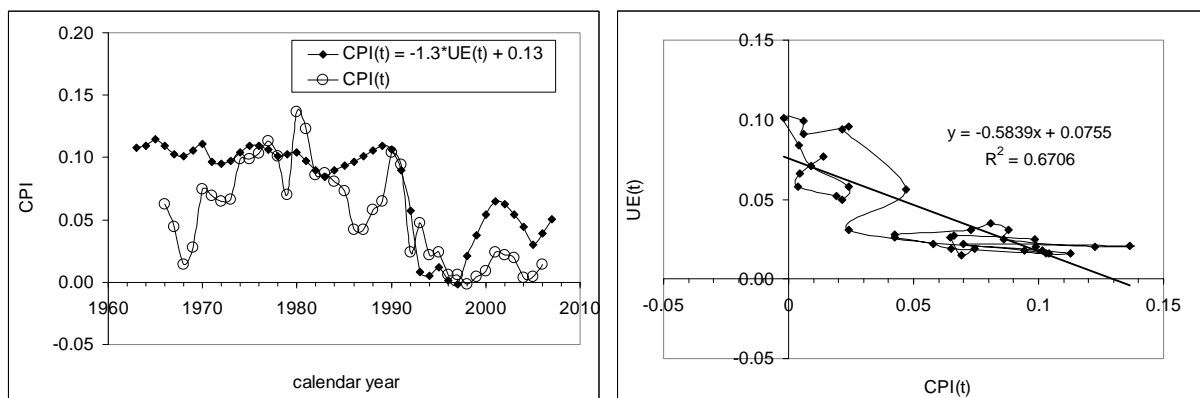 0.20
0.15
0.10
0.05
0.00
-0.05
CPI
CPI(t) = -1.3*UE(t) + 0.13
CPI(t)
1960 1970 1980 1990 2000 2010
calendar year
0.15
0.10
0.05
0.00
-0.05
UE(t)
y = -0.5839x + 0.0755
R² = 0.6706
-0.05 0 0.05 0.1 0.15
CPI(t)